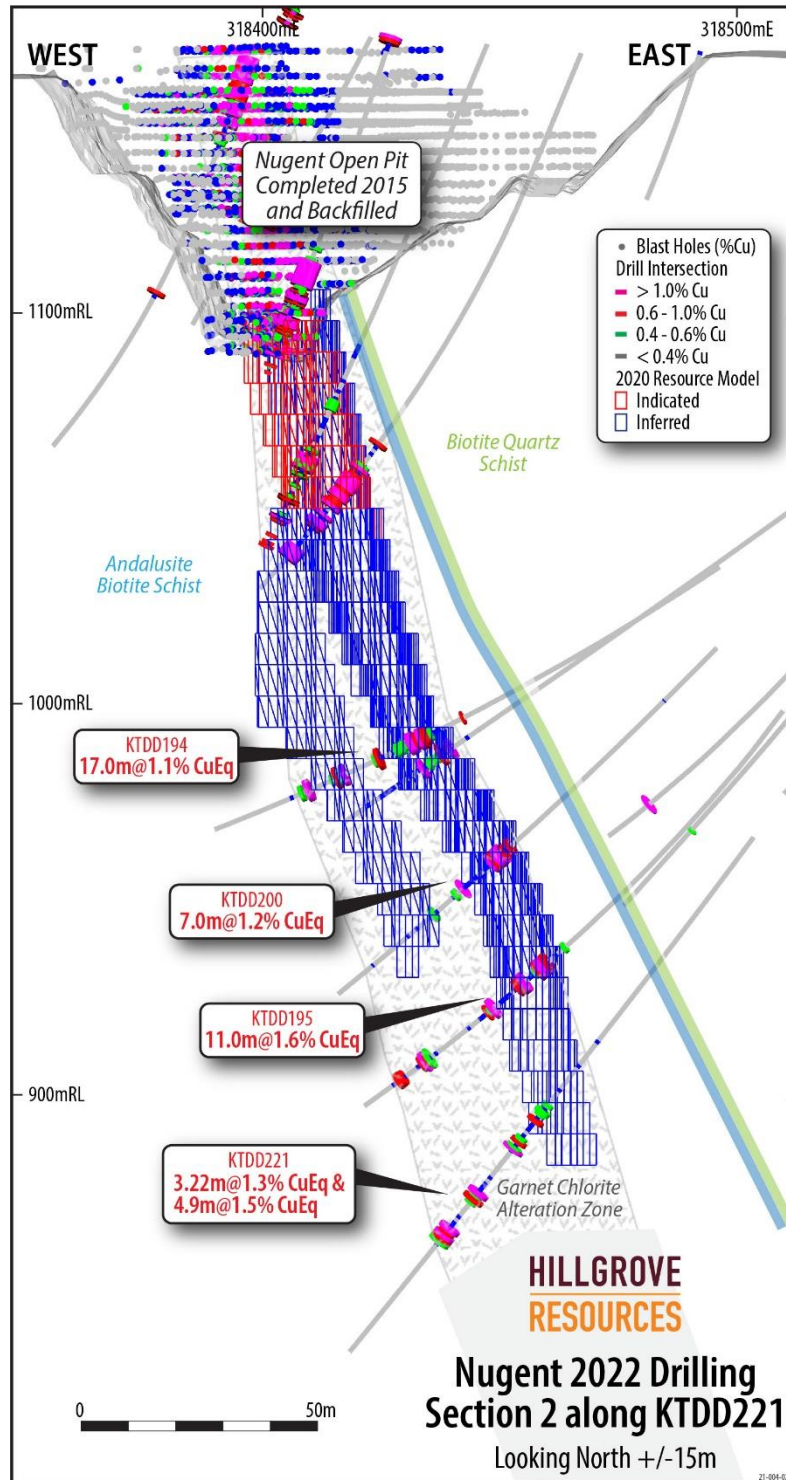 318400mE
318500mE
WEST
EAST
Nugent Open Pit
Completed 2015
and Backfilled
Blast Holes (%Cu)
Drill Intersection
> 1.0% Cu
0.6 - 1.0% Cu
0.4 - 0.6% Cu
< 0.4% Cu
2020 Resource Model
Indicated
Inferred
1100mRL
Biotite Quartz
Schist
Andalusite
Biotite Schist
1000mRL
KTDD194
17.0m@1.1% CuEq
KTDD200
7.0m@1.2% CuEq
KTDD195
11.0m@1.6% CuEq
900mRL
KTDD221
3.22m@1.3% CuEq &
4.9m@1.5% CuEq
Garnet Chlorite
Alteration Zone
HILLGROVE
RESOURCES
Nugent 2022 Drilling
Section 2 along KTDD221
Looking North +/-15m
0
50m